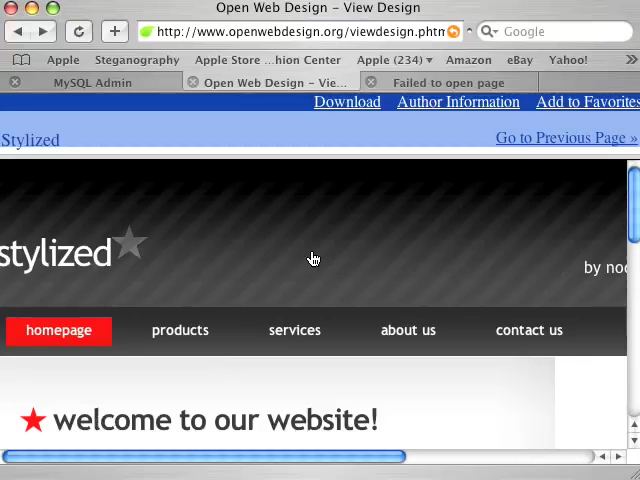 Open Web Design - View Design
http://www.openwebdesign.org/viewdesign.phtm
Google
Apple Steganography Apple Store ...hion Center Apple (234) Amazon eBay Yahoo!
MySQL Admin Open Web Design - Vie... Failed to open page
Download Author Information Add to Favorites
Stylized Go to Previous Page »
stylized
by nod
homepage products services about us contact us
welcome to our website!